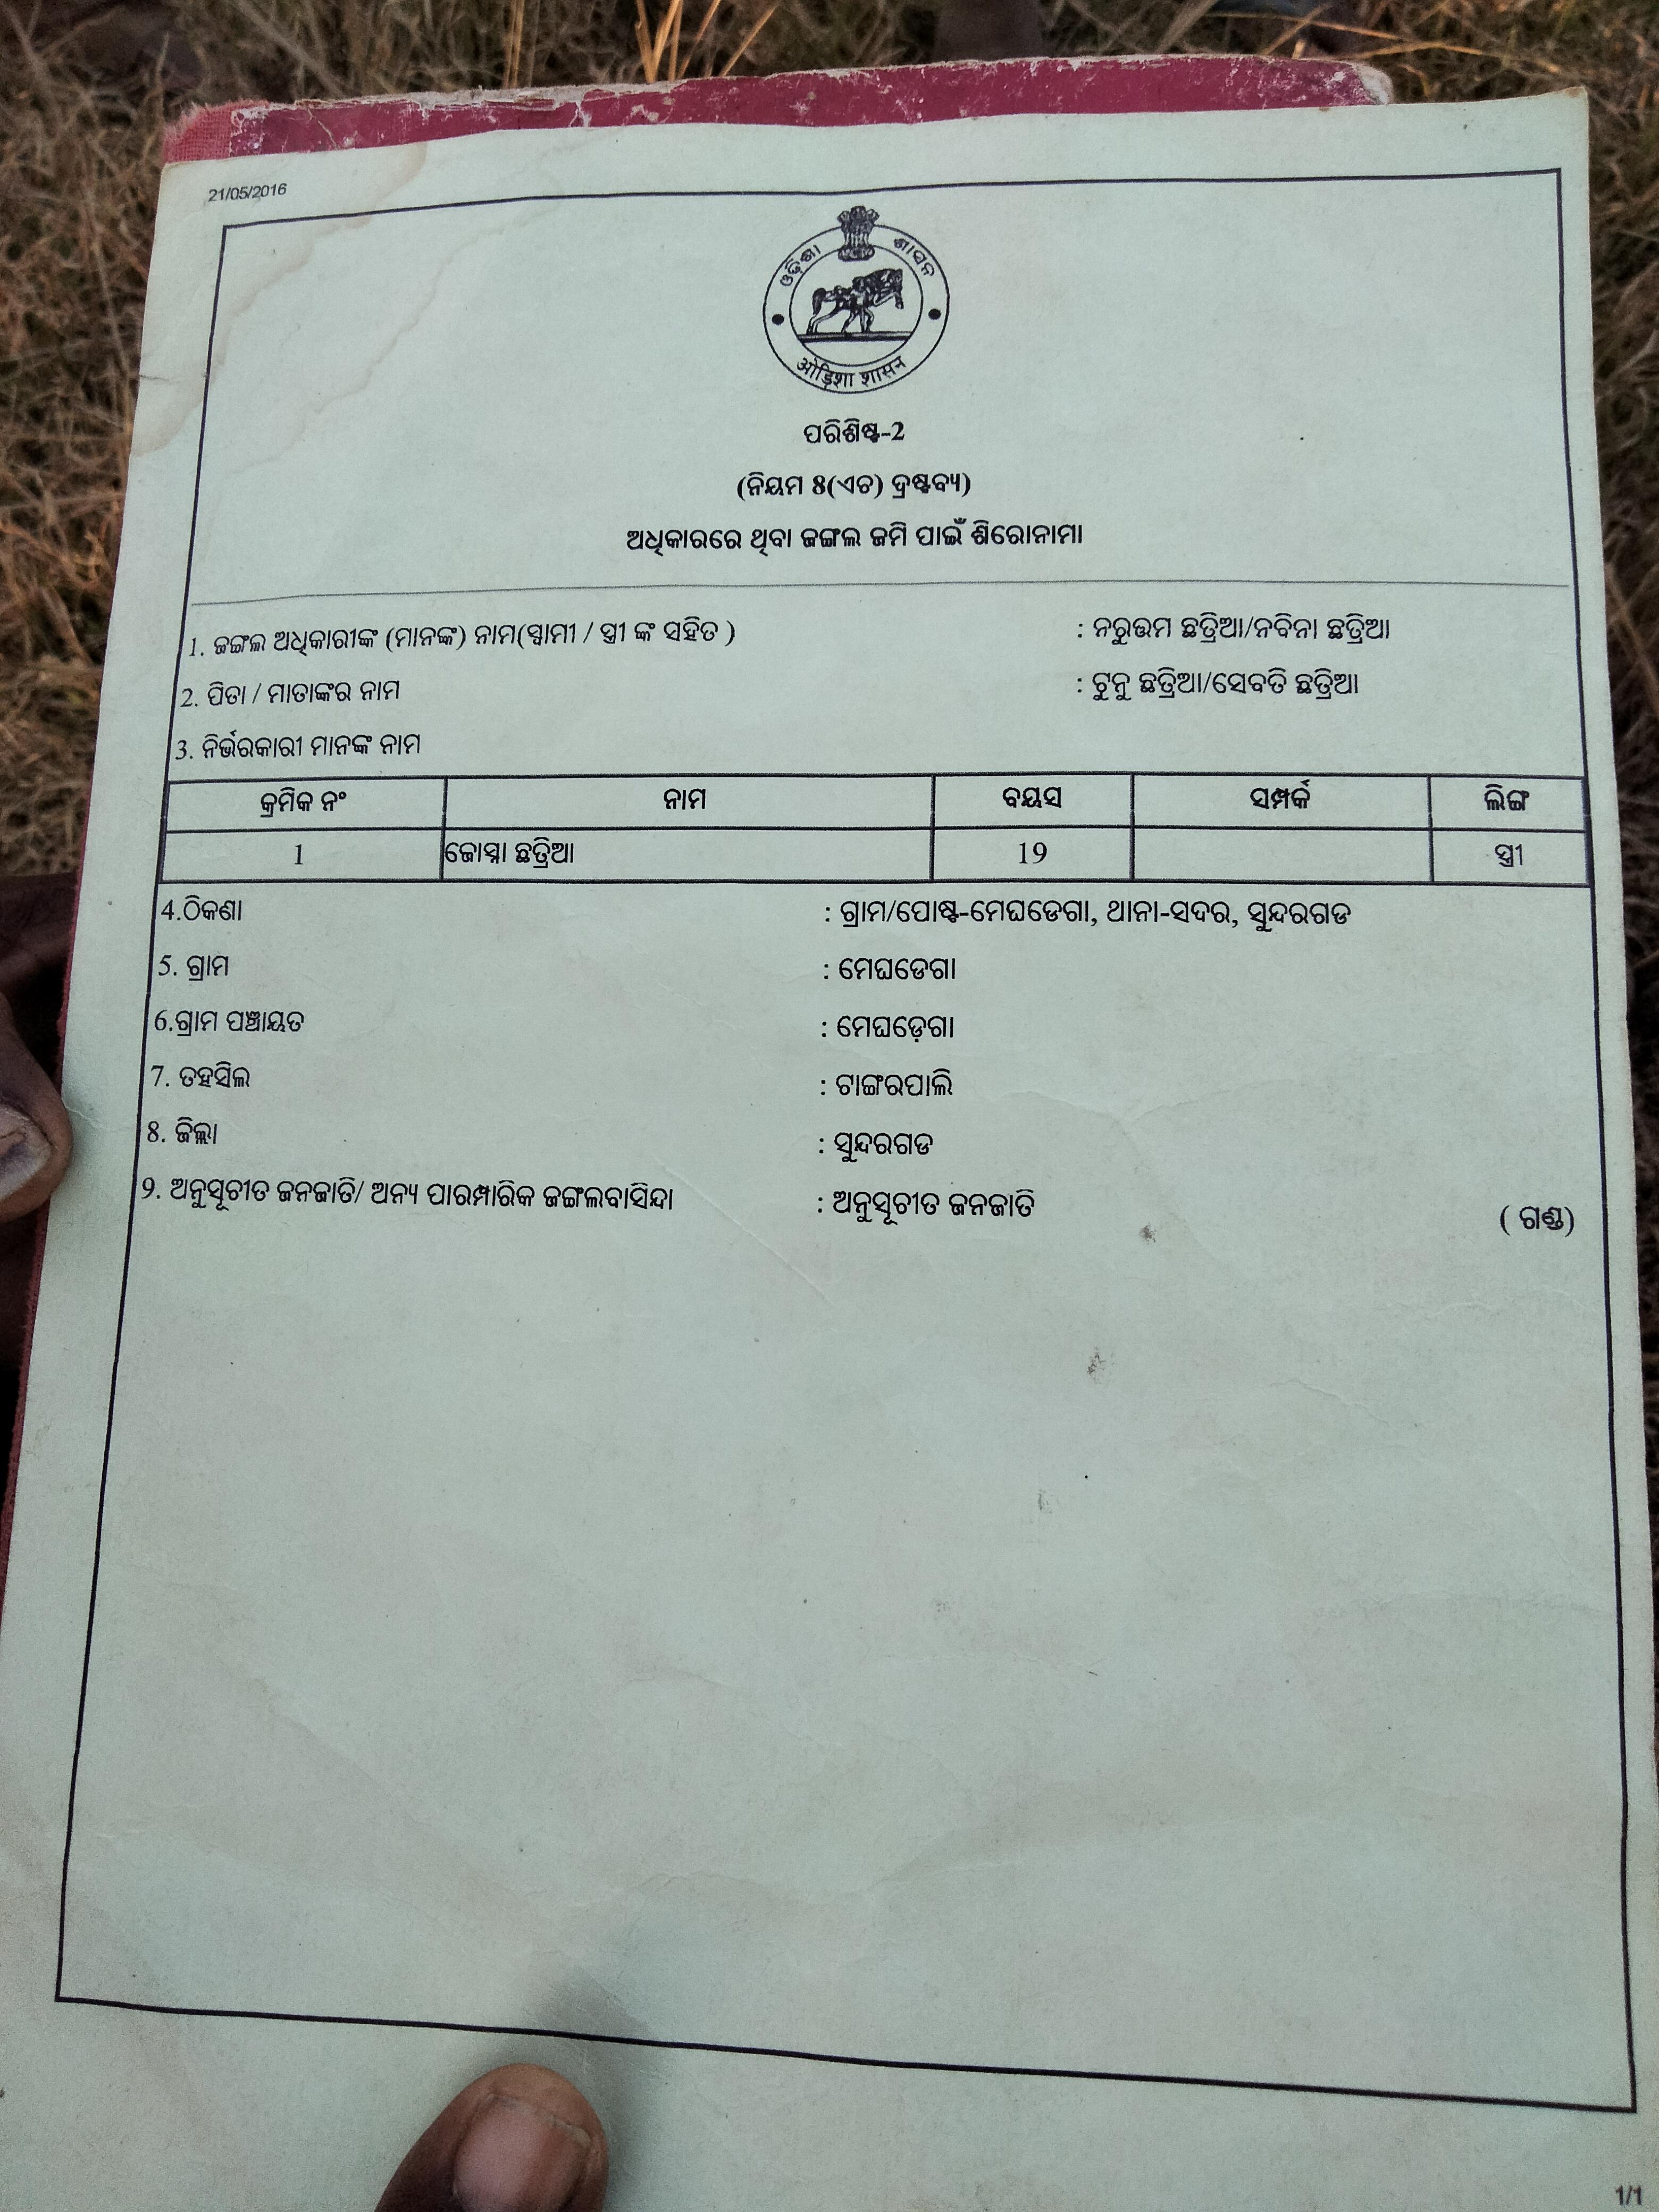 21/05/2016
ଓଡ଼ିଶା ଶାସନ
ओड़िशा शासन
ପରିଶିଷ୍ଟ-2
(ନିୟମ 8(ଏଚ) ଦ୍ରଷ୍ଟବ୍ୟ)
ଅଧିକାରରେ ଥିବା ଜଙ୍ଗଲ ଜମି ପାଇଁ ଶିରୋନାମା
1. ଜଙ୍ଗଲ ଅଧିକାରୀଙ୍କ (ମାନଙ୍କ) ନାମ(ସ୍ୱାମୀ / ସ୍ତ୍ରୀ ଙ୍କ ସହିତ ) : ନରୁତ୍ତମ ଛତ୍ରିଆ/ନବିନା ଛତ୍ରିଆ
2. ପିତା / ମାତାଙ୍କର ନାମ : ଟୁନୁ ଛତ୍ରିଆ/ସେବତି ଛତ୍ରିଆ
3. ନିର୍ଭରକାରୀ ମାନଙ୍କ ନାମ
କ୍ରମିକ ନଂ ନାମ ବୟସ ସମ୍ପର୍କ ଲିଙ୍ଗ
1 ଜୋସ୍ନା ଛତ୍ରିଆ 19 ସ୍ତ୍ରୀ
4.ଠିକଣା : ଗ୍ରାମ/ପୋଷ୍ଟ-ମେଘଡେଗା, ଥାନା-ସଦର, ସୁନ୍ଦରଗଡ
5. ଗ୍ରାମ : ମେଘଡେଗା
6.ଗ୍ରାମ ପଞ୍ଚାୟତ : ମେଘଡ଼େଗା
7. ତହସିଲ : ଟାଙ୍ଗରପାଲି
8. ଜିଲ୍ଲା : ସୁନ୍ଦରଗଡ
9. ଅନୁସୂଚୀତ ଜନଜାତି/ ଅନ୍ୟ ପାରମ୍ପାରିକ ଜଙ୍ଗଲବାସିନ୍ଦା : ଅନୁସୂଚୀତ ଜନଜାତି ( ଗଣ୍ଡ)
1/1